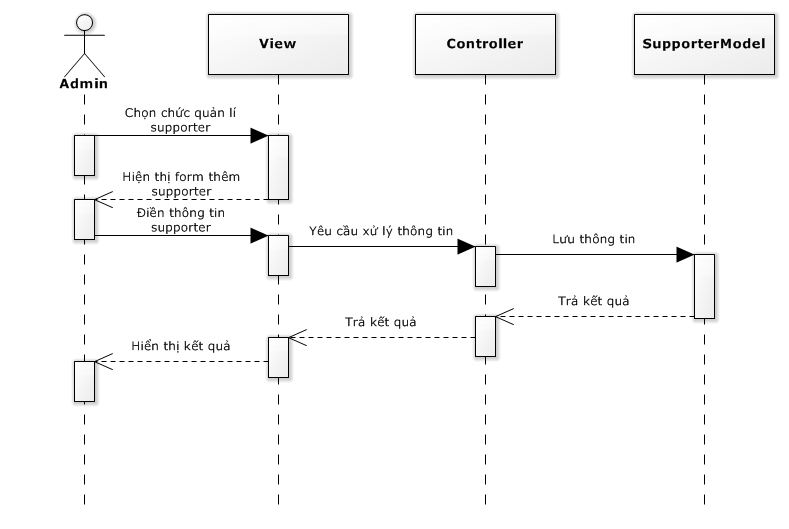 Admin
View
Controller
SupporterModel
Chọn chức quản lí
supporter
Hiện thị form thêm
supporter
Điền thông tin
supporter
Yêu cầu xử lý thông tin
Lưu thông tin
Trả kết quả
Trả kết quả
Hiển thị kết quả